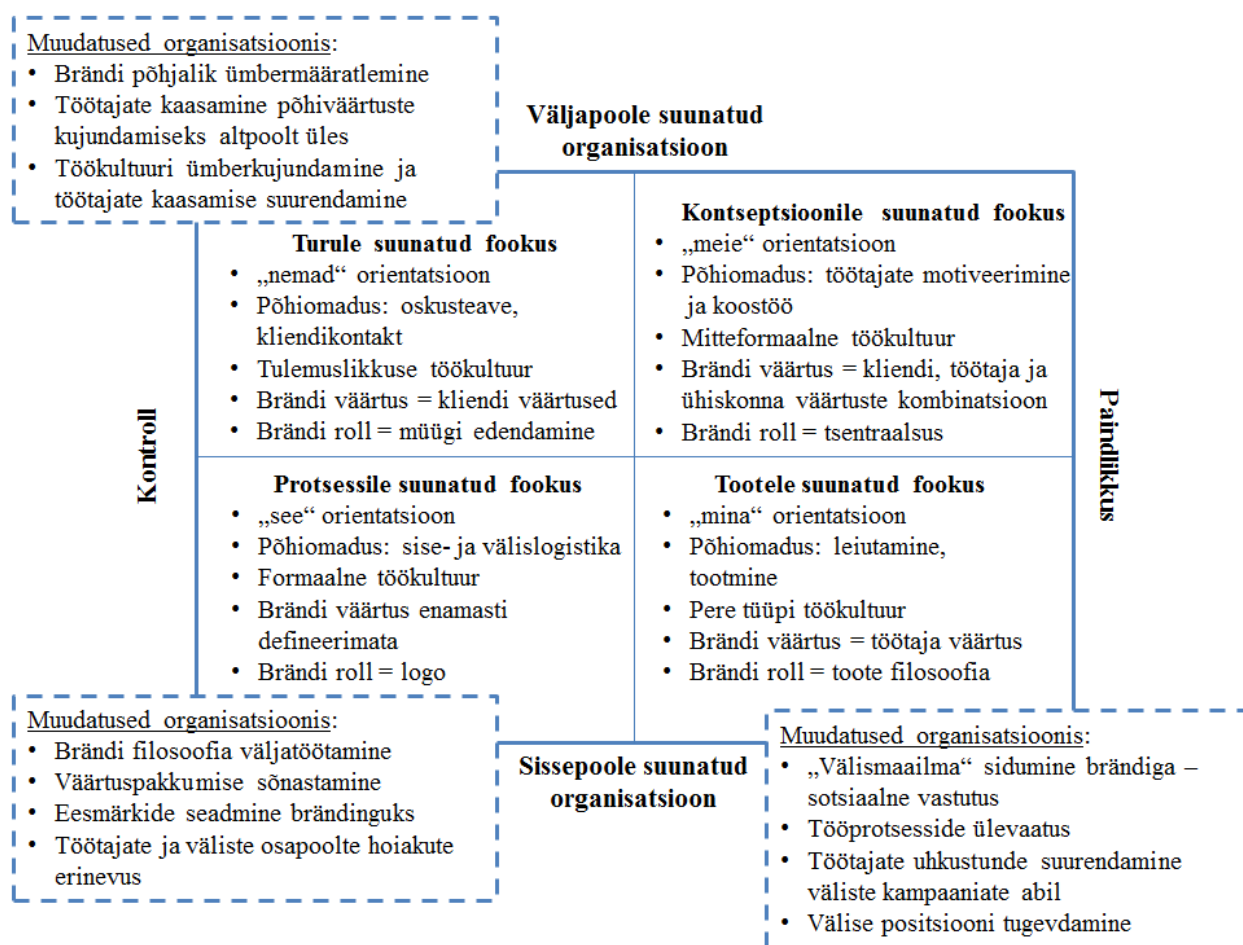 Muudatused organisatsioonis:
• Brändi põhjalik ümbermääratlemine
• Töötajate kaasamine põhiväärtuste
kujundamiseks altpoolt üles
• Töökultuuri ümberkujundamine ja
töötajate kaasamise suurendamine
Väljapoole suunatud
organisatsioon
Kontroll
Turule suunatud fookus
• „nemad“ orientatsioon
• Põhiomadus: oskusteave,
kliendikontakt
• Tulemuslikkuse töökultuur
• Brändi väärtus = kliendi väärtused
• Brändi roll = müügi edendamine
Kontseptsioonile suunatud fookus
• „meie“ orientatsioon
• Põhiomadus: töötajate motiveerimine
ja koostöö
• Mitteformaalne töökultuur
• Brändi väärtus = kliendi, töötaja ja
ühiskonna väärtuste kombinatsioon
• Brändi roll = tsentraalsus
Paindlikkus
Protsessile suunatud fookus
• „see“ orientatsioon
• Põhiomadus: sise- ja välislogistika
• Formaalne töökultuur
• Brändi väärtus enamasti
defineerimata
• Brändi roll = logo
Tootele suunatud fookus
• „mina“ orientatsioon
• Põhiomadus: leiutamine,
tootmine
• Pere tüüpi töökultuur
• Brändi väärtus = töötaja väärtus
• Brändi roll = toote filosoofia
Muudatused organisatsioonis:
• Brändi filosoofia väljatöötamine
• Väärtuspakkumise sõnastamine
• Eesmärkide seadmine brändinguks
• Töötajate ja väliste osapoolte hoiakute
erinevus
Sissepoole suunatud
organisatsioon
Muudatused organisatsioonis:
• „Välismaailma“ sidumine brändiga –
sotsiaalne vastutus
• Tööprotsesside ülevaatus
• Töötajate uhkustunde suurendamine
väliste kampaaniate abil
• Välise positsiooni tugevdamine